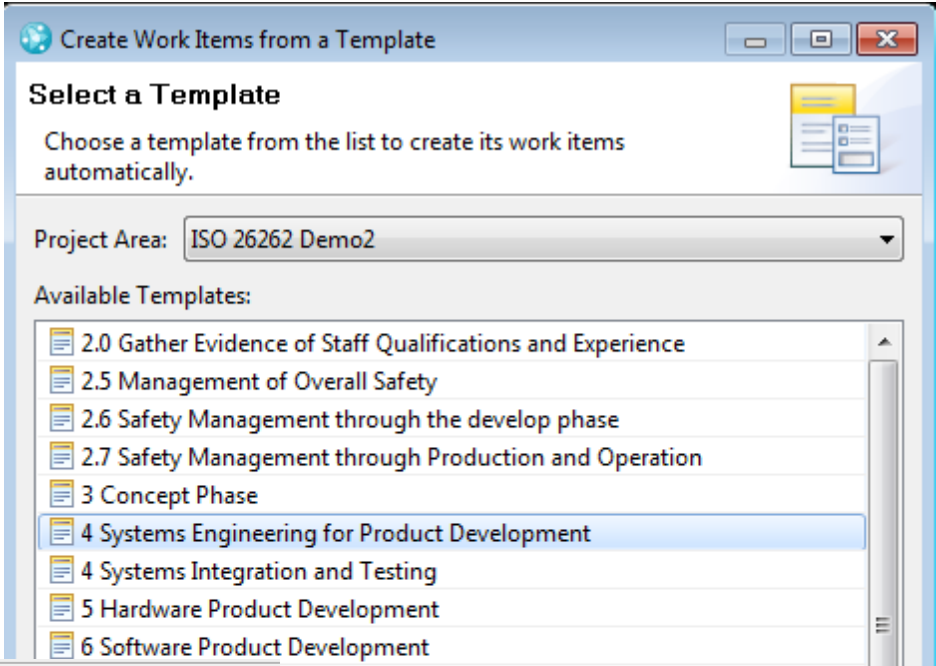 Create Work Items from a Template
Select a Template
Choose a template from the list to create its work items
automatically.
Project Area: ISO 26262 Demo2
Available Templates:
2.0 Gather Evidence of Staff Qualifications and Experience
2.5 Management of Overall Safety
2.6 Safety Management through the develop phase
2.7 Safety Management through Production and Operation
3 Concept Phase
4 Systems Engineering for Product Development
4 Systems Integration and Testing
5 Hardware Product Development
6 Software Product Development